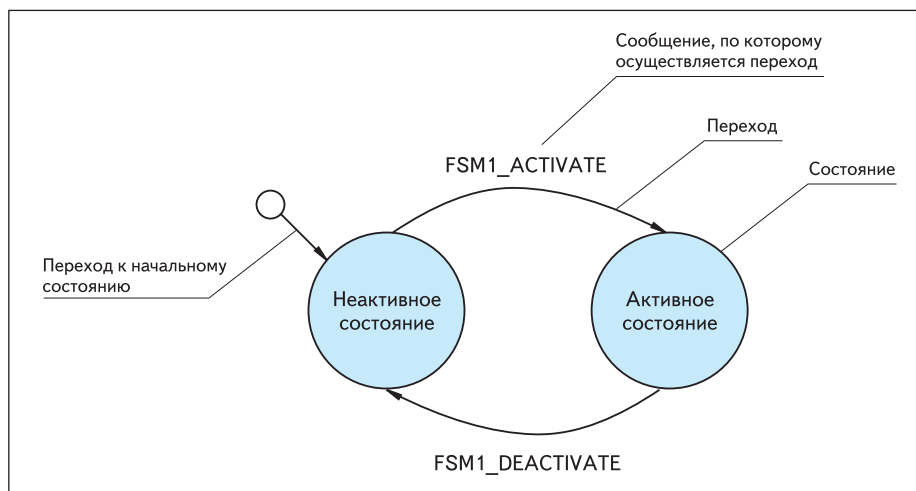 Сообщение, по которому
осуществляется переход
Переход
FSM1_ACTIVATE
Состояние
Переход к начальному
состоянию
Неактивное
состояние
Активное
состояние
FSM1_DEACTIVATE